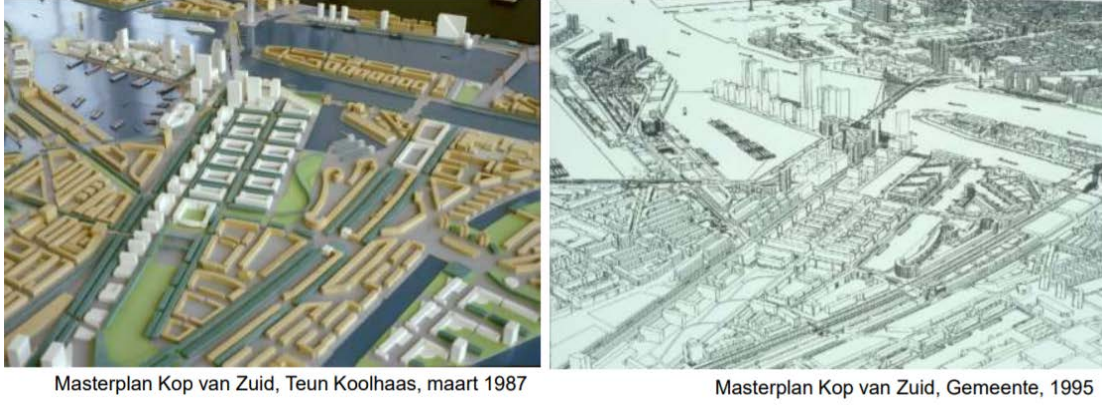 Masterplan Kop van Zuid, Teun Koolhaas, maart 1987
Masterplan Kop van Zuid, Gemeente, 1995